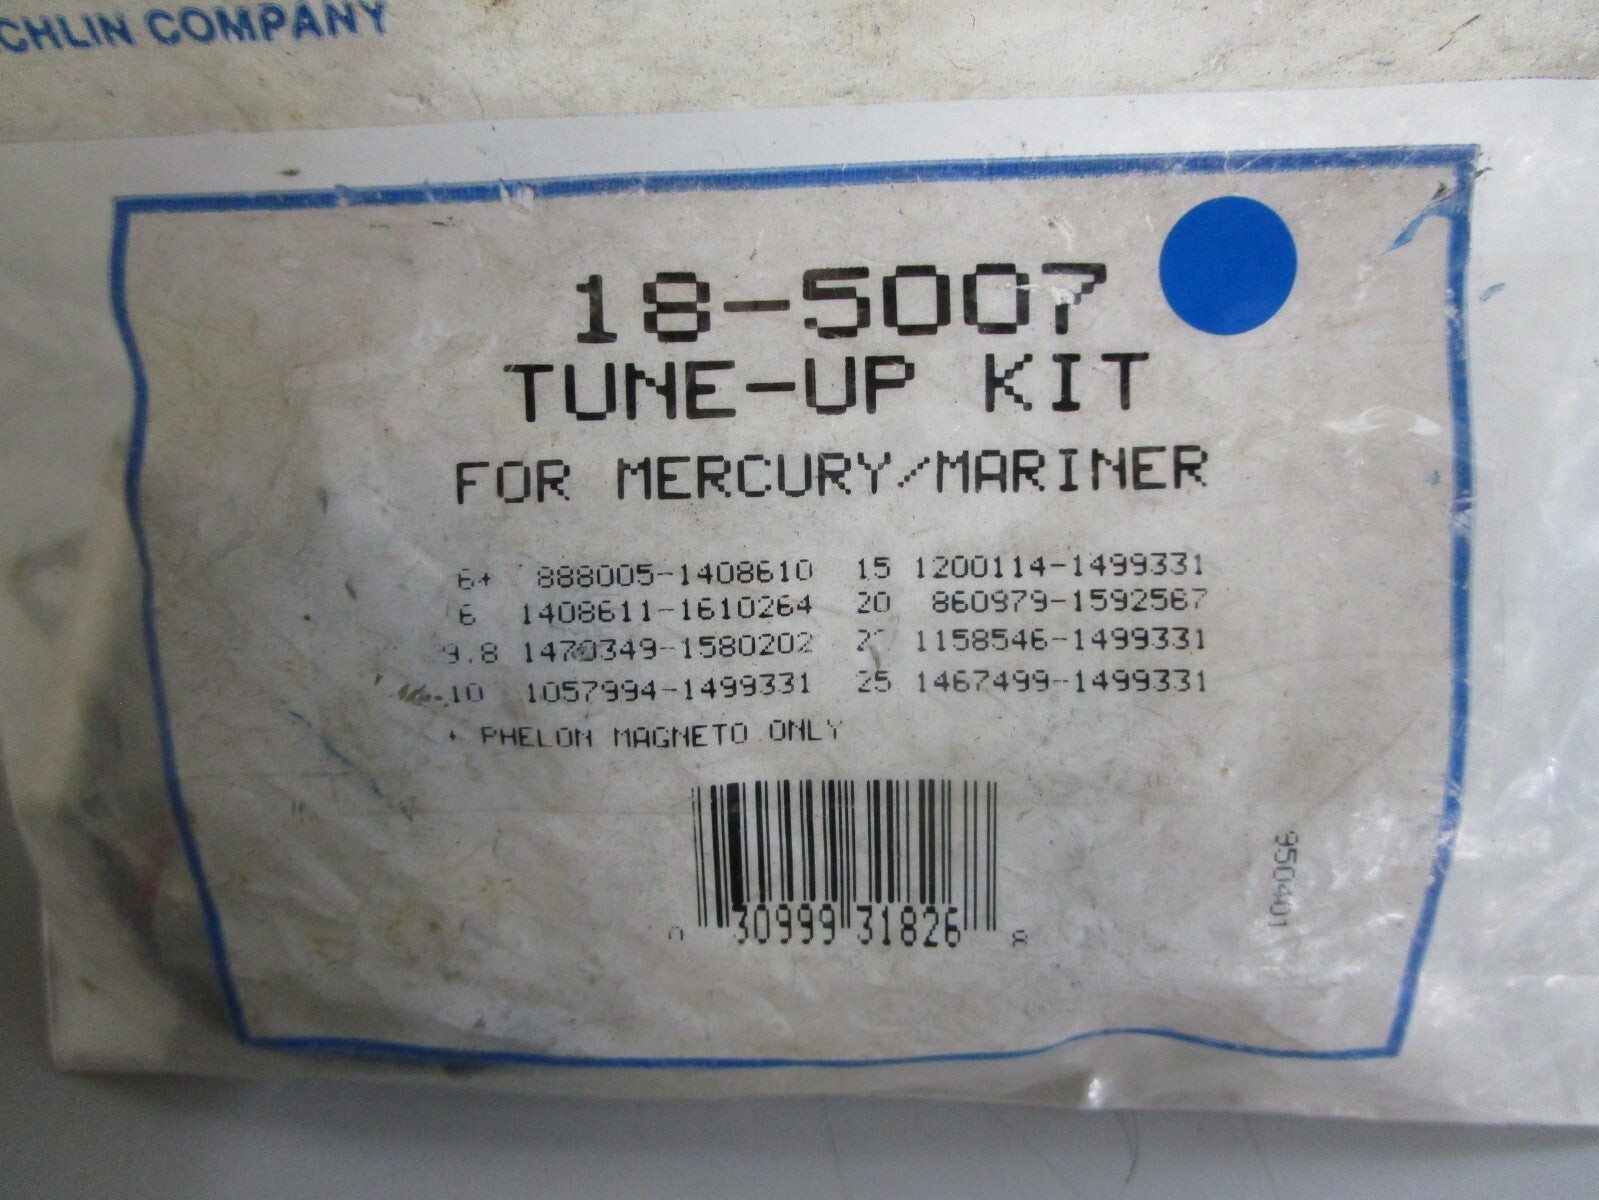 CHLIN COMPANY
18-5007
TUNE-UP KIT
FOR MERCURY/MARINER
6+ 888005-1408610 15 1200114-1499331
6 1408611-1610264 20 860979-1592567
9.8 1470349-1580202 1158546-1499331
10 1057994-1499331 25 1467499-1499331
+ PHELON MAGNETO ONLY
0 30999 31826 8
950401